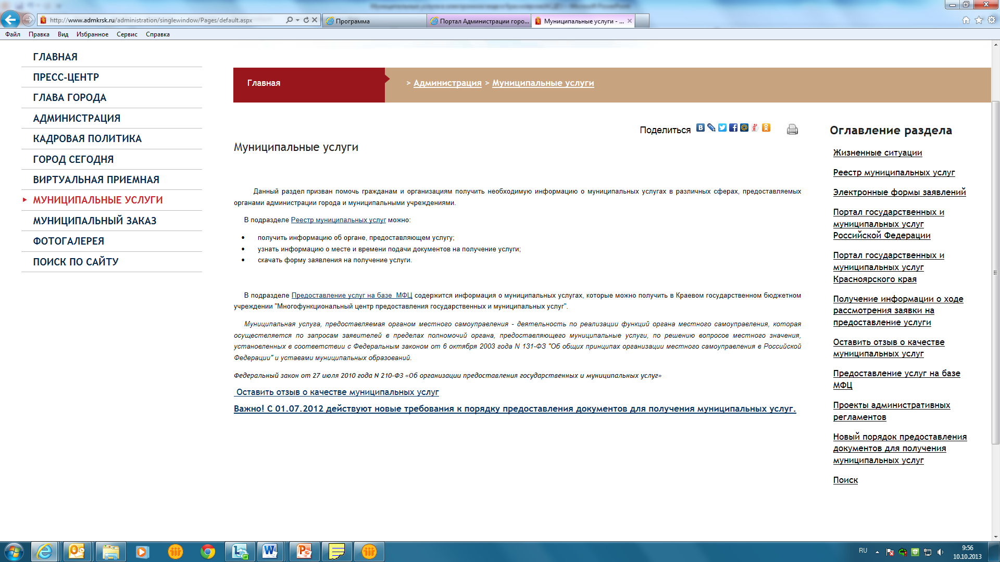 http://www.admkrsk.ru/administration/singlewindow/Pages/default.aspx
Программа
Портал Администрации горо...
Муниципальные услуги - ...
Файл Правка Вид Избранное Сервис Справка
ГЛАВНАЯ
ПРЕСС-ЦЕНТР
ГЛАВА ГОРОДА
АДМИНИСТРАЦИЯ
КАДРОВАЯ ПОЛИТИКА
ГОРОД СЕГОДНЯ
ВИРТУАЛЬНАЯ ПРИЕМНАЯ
МУНИЦИПАЛЬНЫЕ УСЛУГИ
МУНИЦИПАЛЬНЫЙ ЗАКАЗ
ФОТОГАЛЕРЕЯ
ПОИСК ПО САЙТУ
Главная > Администрация > Муниципальные услуги
Поделиться
Муниципальные услуги
Данный раздел призван помочь гражданам и организациям получить необходимую информацию о муниципальных услугах в различных сферах, предоставляемых
органами администрации города и муниципальными учреждениями.
В подразделе Реестр муниципальных услуг можно:
• получить информацию об органе, предоставляющем услугу;
• узнать информацию о месте и времени подачи документов на получение услуги;
• скачать форму заявления на получение услуги.
В подразделе Предоставление услуг на базе МФЦ содержится информация о муниципальных услугах, которые можно получить в Краевом государственном бюджетном
учреждении "Многофункциональный центр предоставления государственных и муниципальных услуг".
Муниципальная услуга, предоставляемая органом местного самоуправления - деятельность по реализации функций органа местного самоуправления, которая
осуществляется по запросам заявителей в пределах полномочий органа, предоставляющего муниципальные услуги, по решению вопросов местного значения,
установленных в соответствии с Федеральным законом от 6 октября 2003 года N 131-ФЗ "Об общих принципах организации местного самоуправления в Российской
Федерации" и уставами муниципальных образований.
Федеральный закон от 27 июля 2010 года N 210-ФЗ «Об организации предоставления государственных и муниципальных услуг»
Оставить отзыв о качестве муниципальных услуг
Важно! С 01.07.2012 действуют новые требования к порядку предоставления документов для получения муниципальных услуг.
Оглавление раздела
Жизненные ситуации
Реестр муниципальных услуг
Электронные формы заявлений
Портал государственных и
муниципальных услуг
Российской Федерации
Портал государственных и
муниципальных услуг
Красноярского края
Получение информации о ходе
рассмотрения заявки на
предоставление услуги
Оставить отзыв о качестве
муниципальных услуг
Предоставление услуг на базе
МФЦ
Проекты административных
регламентов
Новый порядок предоставления
документов для получения
муниципальных услуг
Поиск
RU
9:56
10.10.2013